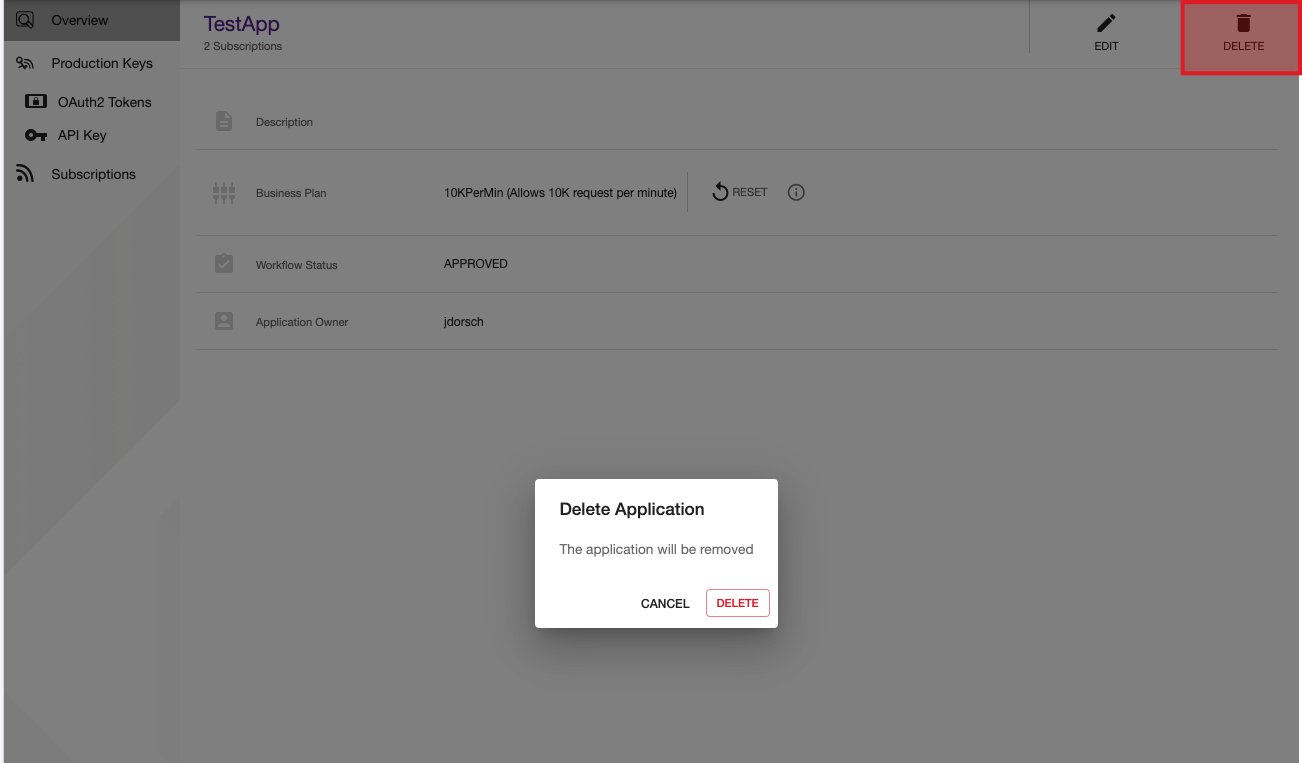 Overview
Production Keys
OAuth2 Tokens
API Key
Subscriptions
TestApp
2 Subscriptions
EDIT
DELETE
Description
Business Plan
10KPerMin (Allows 10K request per minute)
RESET
Workflow Status
APPROVED
Application Owner
jdorsch
Delete Application
The application will be removed
CANCEL
DELETE